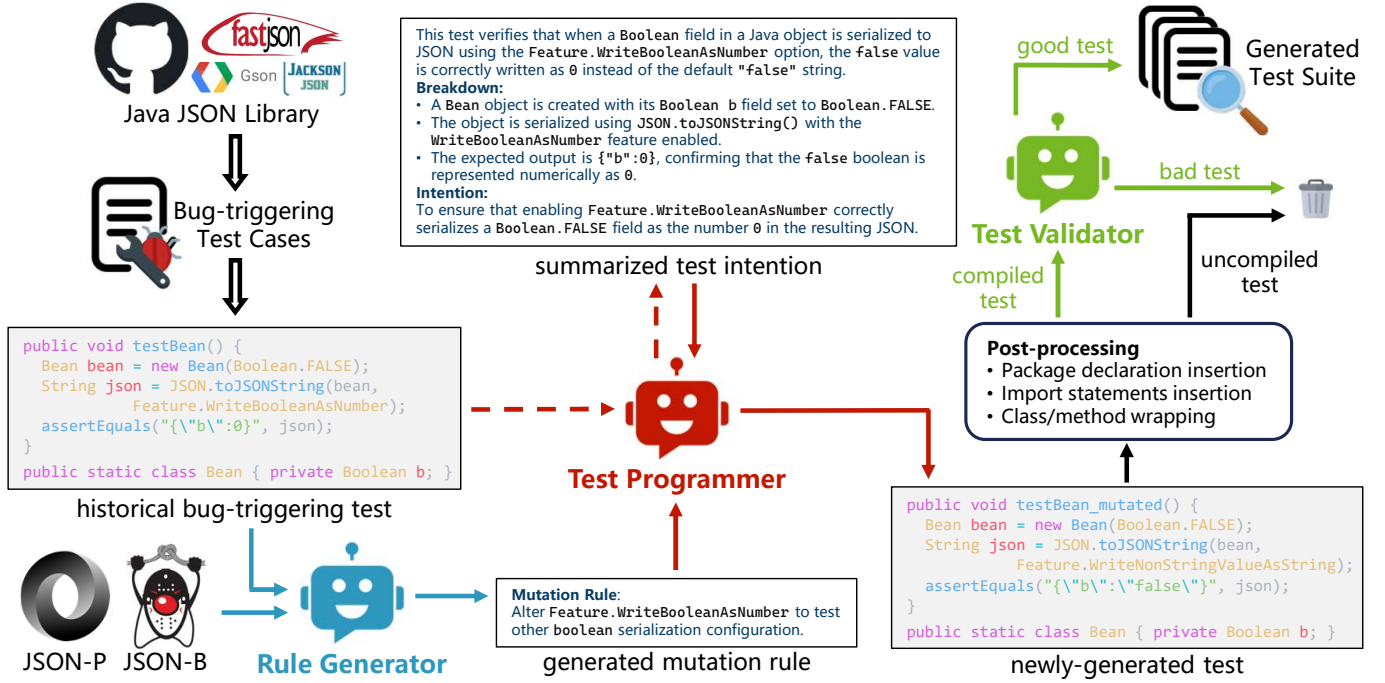 fastjson
Gson
JACKSON
JSON
Java JSON Library
Bug-triggering
Test Cases
This test verifies that when a Boolean field in a Java object is serialized to
JSON using the Feature.WriteBooleanAsNumber option, the false value
is correctly written as 0 instead of the default "false" string.
Breakdown:
• A Bean object is created with its Boolean b field set to Boolean.FALSE.
• The object is serialized using JSON.toJSONString() with the
WriteBooleanAsNumber feature enabled.
• The expected output is {"b":0}, confirming that the false boolean is
represented numerically as 0.
Intention:
To ensure that enabling Feature.WriteBooleanAsNumber correctly
serializes a Boolean.FALSE field as the number 0 in the resulting JSON.
summarized test intention
good test
Generated
Test Suite
bad test
Test Validator
compiled
test
uncompiled
test
public void testBean() {
Bean bean = new Bean(Boolean.FALSE);
String json = JSON.toJSONString(bean,
Feature.WriteBooleanAsNumber);
assertEquals("{\"b\":0}", json);
}
public static class Bean { private Boolean b; }
historical bug-triggering test
Test Programmer
Post-processing
• Package declaration insertion
• Import statements insertion
• Class/method wrapping
public void testBean_mutated() {
Bean bean = new Bean(Boolean.FALSE);
String json = JSON.toJSONString(bean,
Feature.WriteNonStringValueAsString);
assertEquals("{\"b\":\"false\"}", json);
}
public static class Bean { private Boolean b; }
newly-generated test
JSON-P
JSON-B
Rule Generator
Mutation Rule:
Alter Feature.WriteBooleanAsNumber to test
other boolean serialization configuration.
generated mutation rule